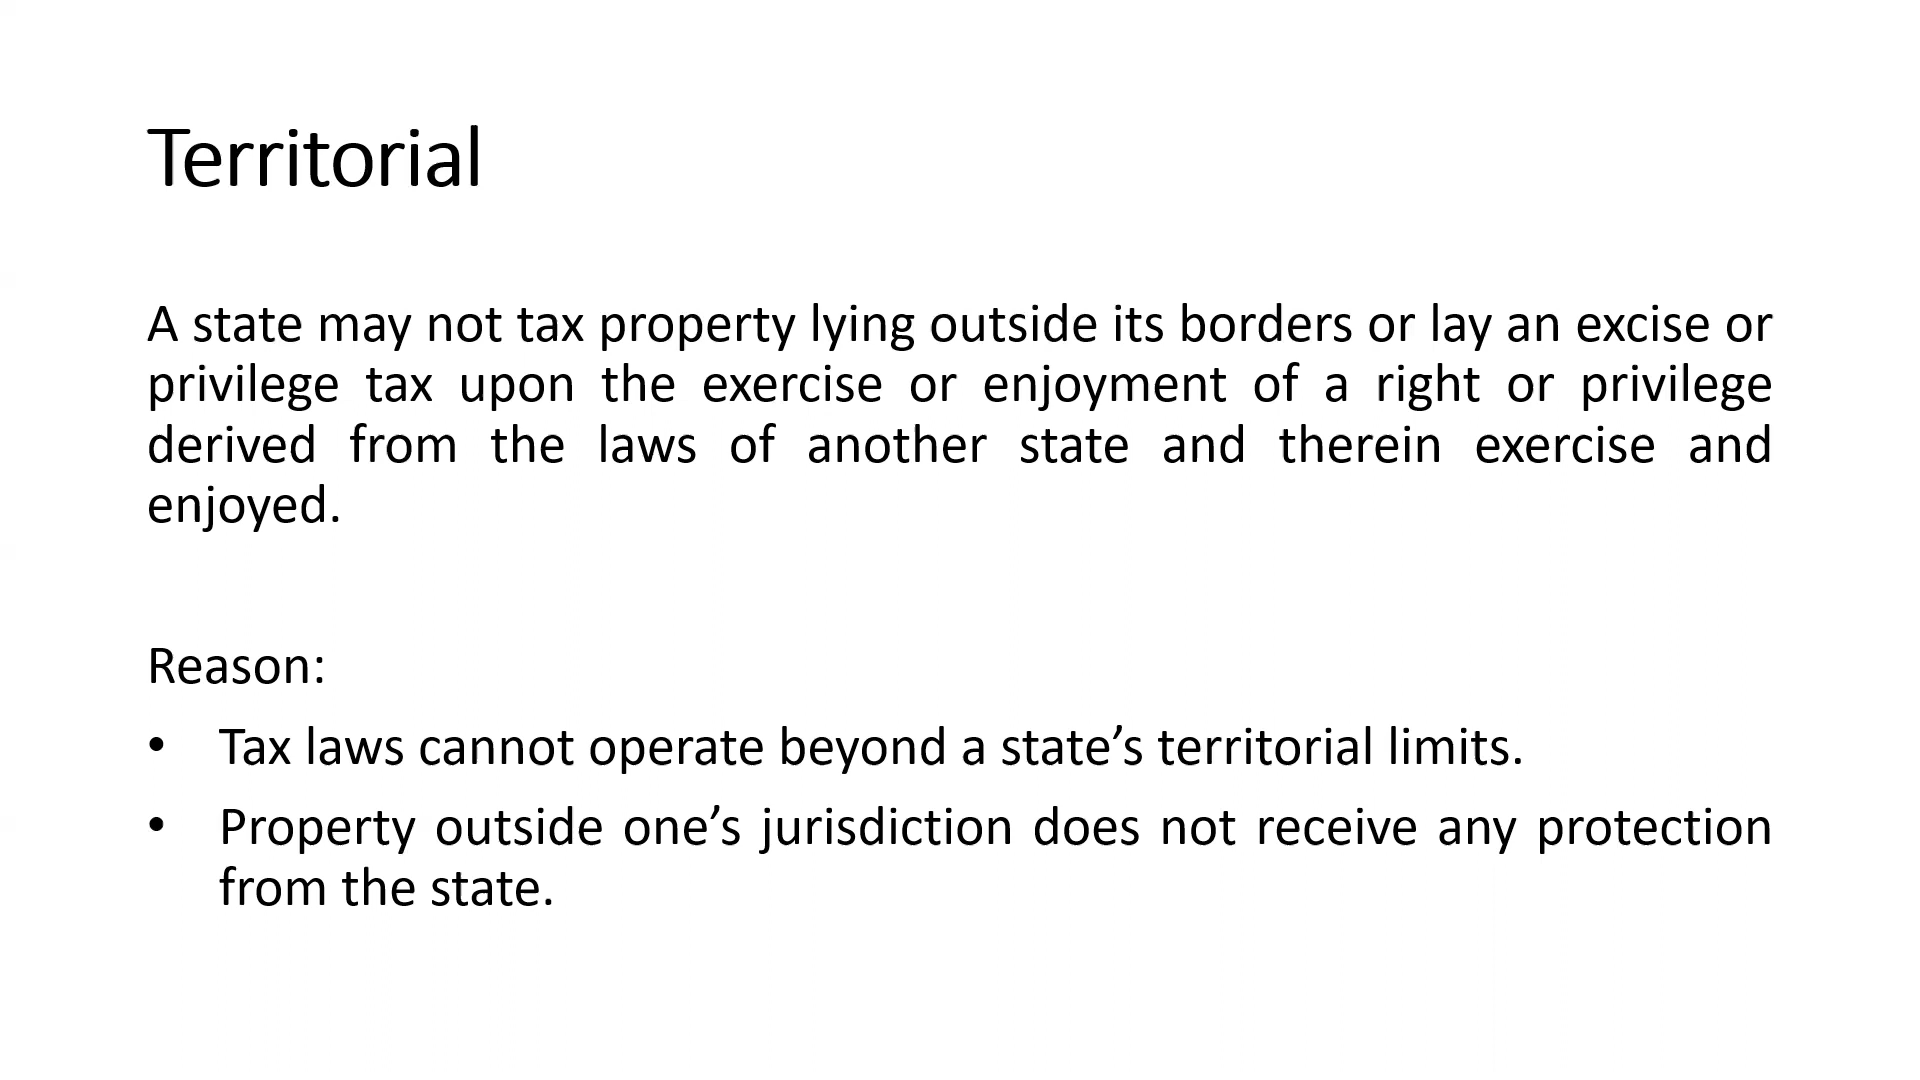 Territorial
A state may not tax property lying outside its borders or lay an excise or
privilege tax upon the exercise or enjoyment of a right or privilege
derived from the laws of another state and therein exercise and
enjoyed.
Reason:
• Tax laws cannot operate beyond a state’s territorial limits.
• Property outside one’s jurisdiction does not receive any protection
from the state.